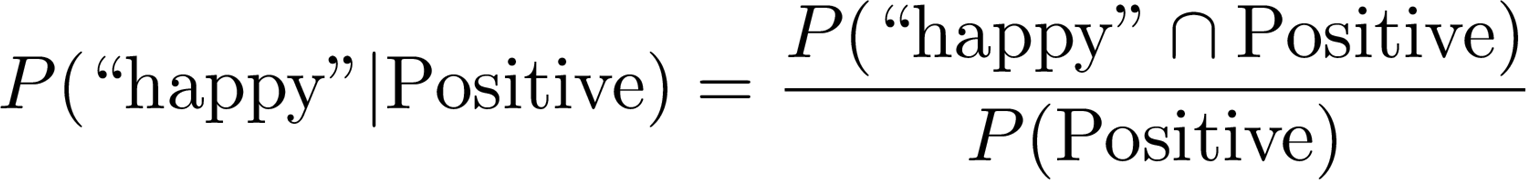 P(“happy”|Positive) = P(“happy” ∩ Positive) / P(Positive)